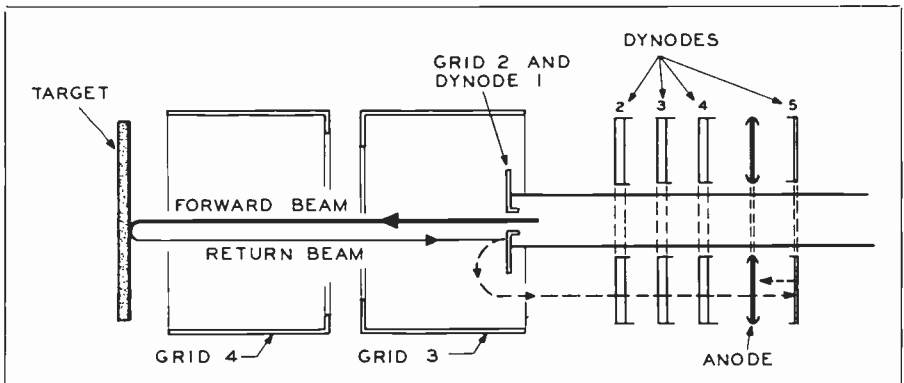 DYNODES
GRID 2 AND
DYNODE 1
TARGET
2
3
4
5
FORWARD BEAM
RETURN BEAM
GRID 4
GRID 3
ANODE